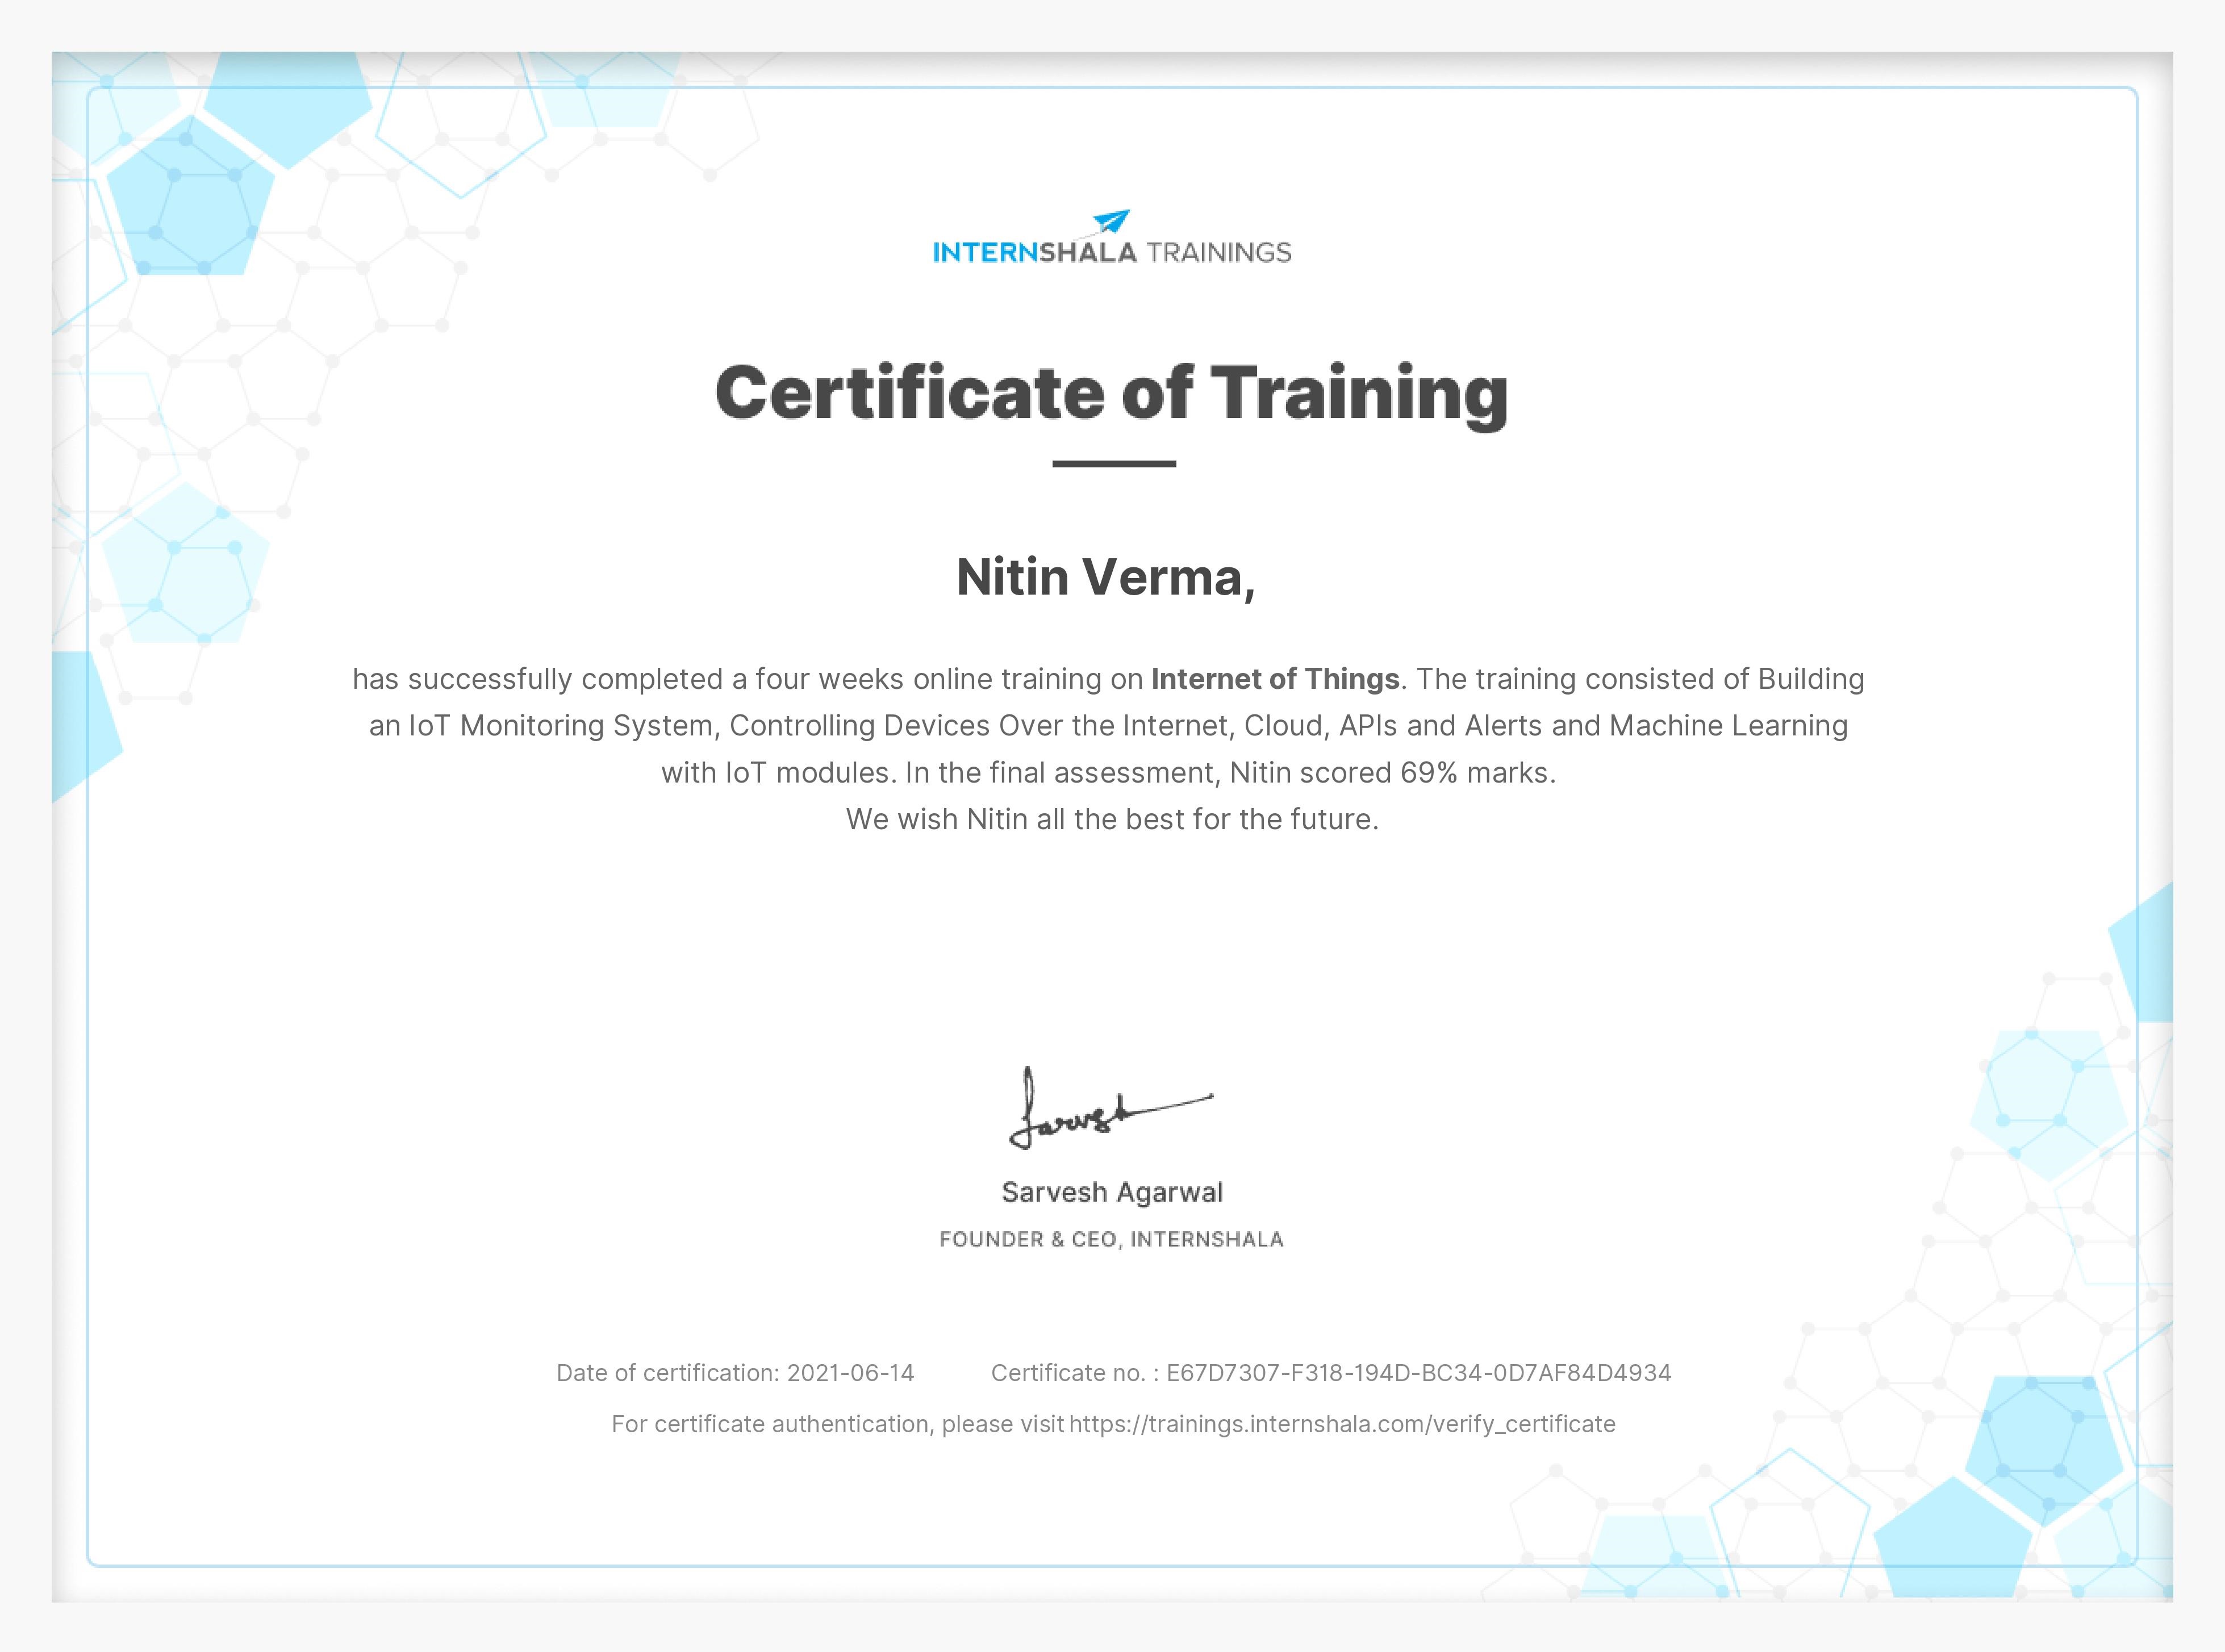 INTERNSHALA TRAININGS
Certificate of Training
Nitin Verma,
has successfully completed a four weeks online training on Internet of Things. The training consisted of Building
an IoT Monitoring System, Controlling Devices Over the Internet, Cloud, APIs and Alerts and Machine Learning
with IoT modules. In the final assessment, Nitin scored 69% marks.
We wish Nitin all the best for the future.
Sarvesh
Sarvesh Agarwal
FOUNDER & CEO, INTERNSHALA
Date of certification: 2021-06-14 Certificate no. : E67D7307-F318-194D-BC34-0D7AF84D4934
For certificate authentication, please visit https://trainings.internshala.com/verify_certificate